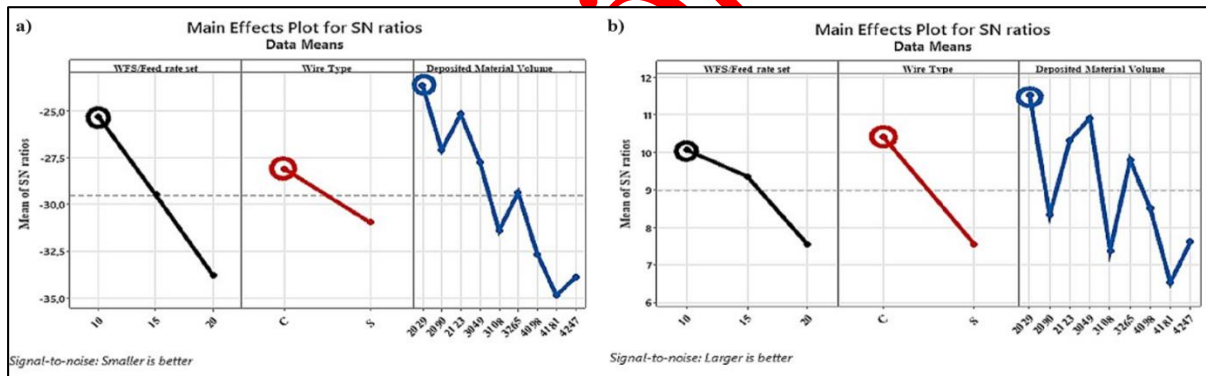 a)
Main Effects Plot for SN ratios
Data Means
WFS/Feed rate set
Wire Type
Deposited Material Volume
Mean of SN ratios
-25,0
-27,5
-30,0
-32,5
-35,0
10
15
20
C
S
2029
2090
2123
3049
3108
3265
4098
4181
4247
Signal-to-noise: Smaller is better
b)
Main Effects Plot for SN ratios
Data Means
WFS/Feed rate set
Wire Type
Deposited Material Volume
Mean of SN ratios
12
11
10
9
8
7
6
10
15
20
C
S
2029
2090
2123
3049
3108
3265
4098
4181
4247
Signal-to-noise: Larger is better